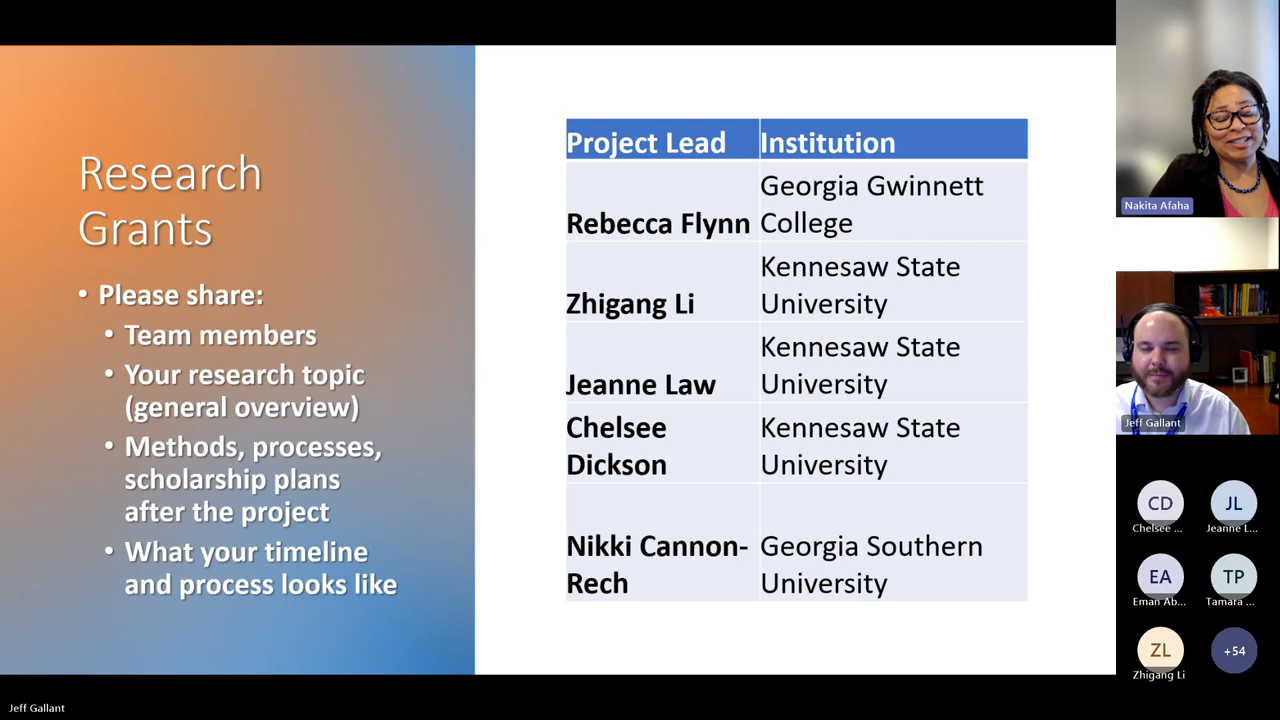 Research
Grants
• Please share:
• Team members
• Your research topic
(general overview)
• Methods, processes,
scholarship plans
after the project
• What your timeline
and process looks like
Project Lead Institution
Rebecca Flynn Georgia Gwinnett
College
Zhigang Li Kennesaw State
University
Jeanne Law Kennesaw State
University
Chelsee
Dickson Kennesaw State
University
Nikki Cannon-
Rech Georgia Southern
University
Nakita Afaha
Jeff Gallant
CD JL
Chelsee ... Jeanne L...
EA TP
Eman Ab... Tamara ...
ZL +54
Zhigang Li
Jeff Gallant